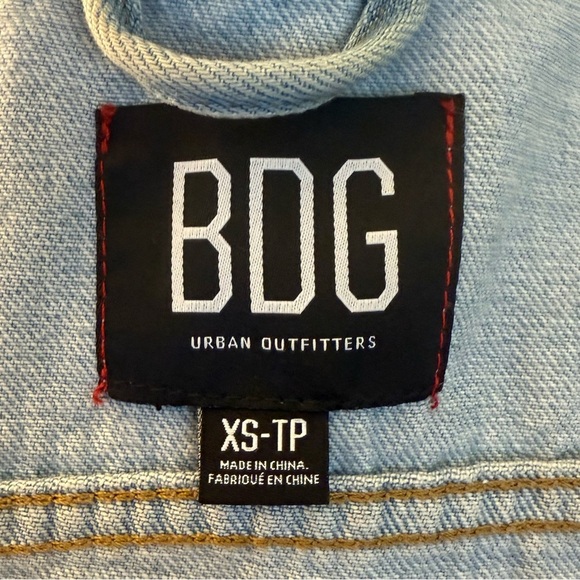 BDG
URBAN OUTFITTERS
XS-TP
MADE IN CHINA.
FABRIQUÉ EN CHINE